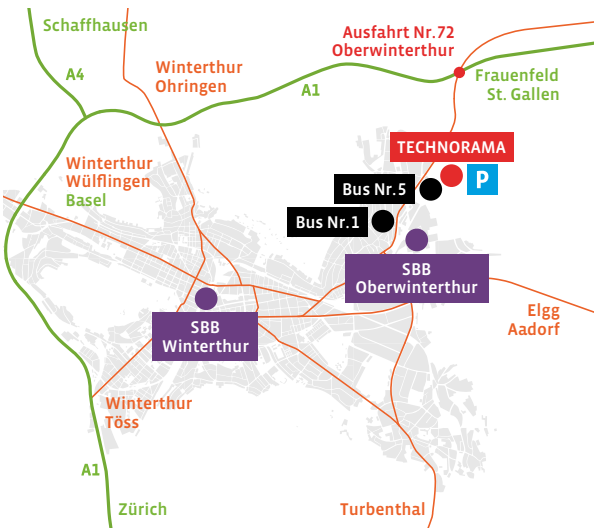 Schaffhausen
A4
Winterthur
Ohringen
A1
Ausfahrt Nr.72
Oberwinterthur
Frauenfeld
St. Gallen
TECHNORAMA
P
Winterthur
Wülflingen
Basel
Bus Nr.5
Bus Nr.1
SBB
Oberwinterthur
SBB
Winterthur
Elgg
Aadorf
Winterthur
Töss
A1
Zürich
Turbenthal